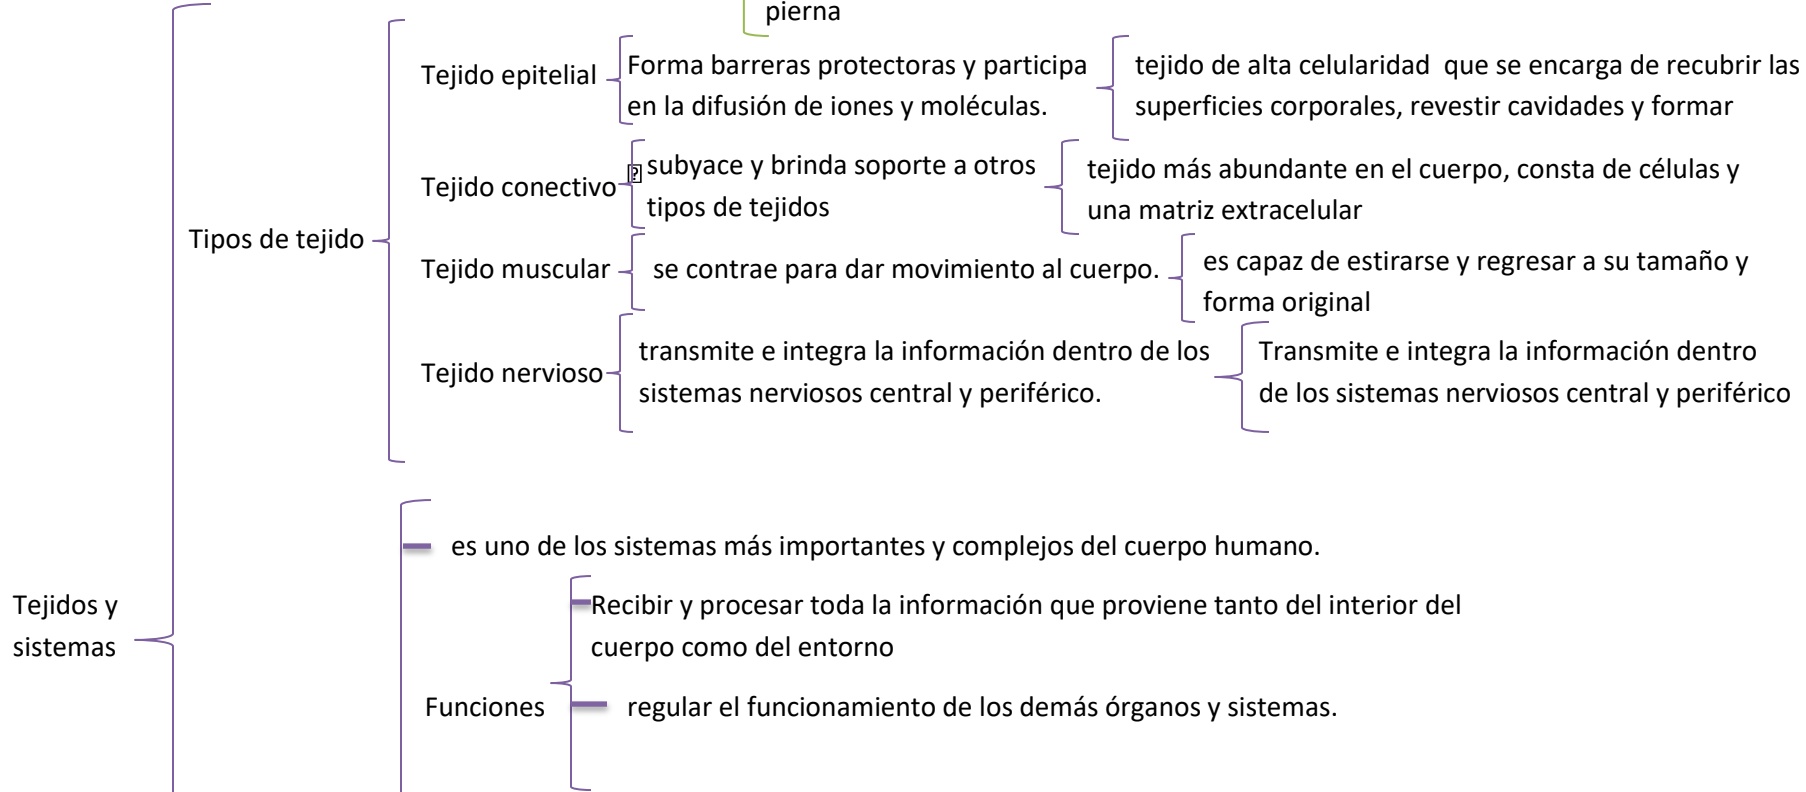 pierna
Tejido epitelial
Forma barreras protectoras y participa
en la difusión de iones y moléculas.
tejido de alta celularidad  que se encarga de recubrir las
superficies corporales, revestir cavidades y formar
Tejido conectivo
subyace y brinda soporte a otros
tipos de tejidos
tejido más abundante en el cuerpo, consta de células y
una matriz extracelular
Tipos de tejido
Tejido muscular
se contrae para dar movimiento al cuerpo.
es capaz de estirarse y regresar a su tamaño y
forma original
Tejido nervioso
transmite e integra la información dentro de los
sistemas nerviosos central y periférico.
Transmite e integra la información dentro
de los sistemas nerviosos central y periférico
es uno de los sistemas más importantes y complejos del cuerpo humano.
Tejidos y
sistemas
Recibir y procesar toda la información que proviene tanto del interior del
cuerpo como del entorno
Funciones
regular el funcionamiento de los demás órganos y sistemas.